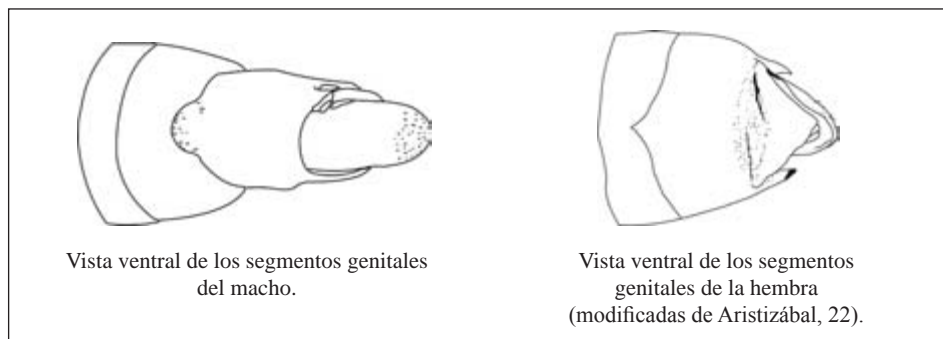 Vista ventral de los segmentos genitales
del macho.
Vista ventral de los segmentos
genitales de la hembra
(modificadas de Aristizábal, 22).